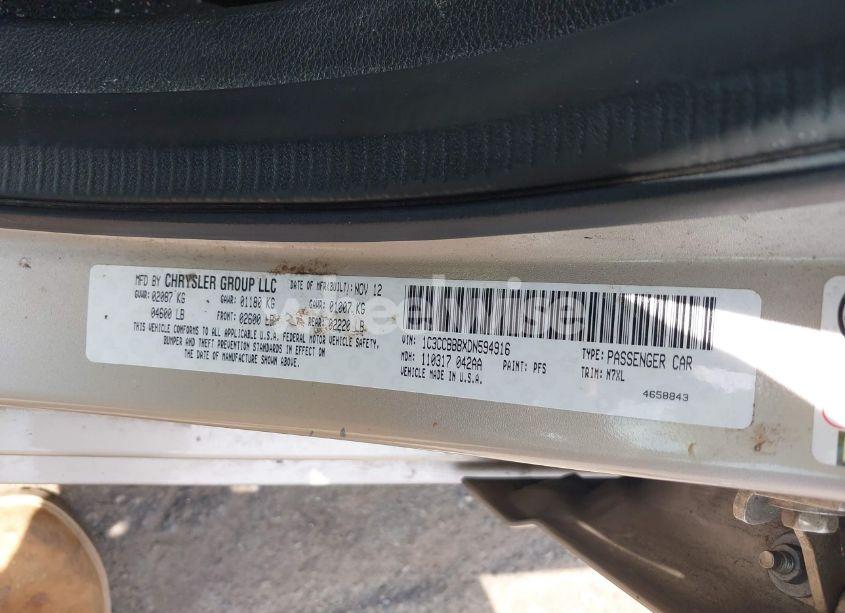 MFD BY CHRYSLER GROUP LLC DATE OF MFR(BUILT): NOV 12
GVWR: 02087 KG GAWR: 01180 KG GAWR: 01007 KG
04600 LB FRONT: 02600 LB REAR: 02220 LB
THIS VEHICLE CONFORMS TO ALL APPLICABLE U.S.A. FEDERAL MOTOR VEHICLE SAFETY,
BUMPER AND THEFT PREVENTION STANDARDS IN EFFECT ON
THE DATE OF MANUFACTURE SHOWN ABOVE.
VIN: 1C3CCBBBXDN594916 TYPE: PASSENGER CAR
MDH: 110317 042AA PAINT: PFS TRIM: N7XL
VEHICLE MADE IN U.S.A.
4658843